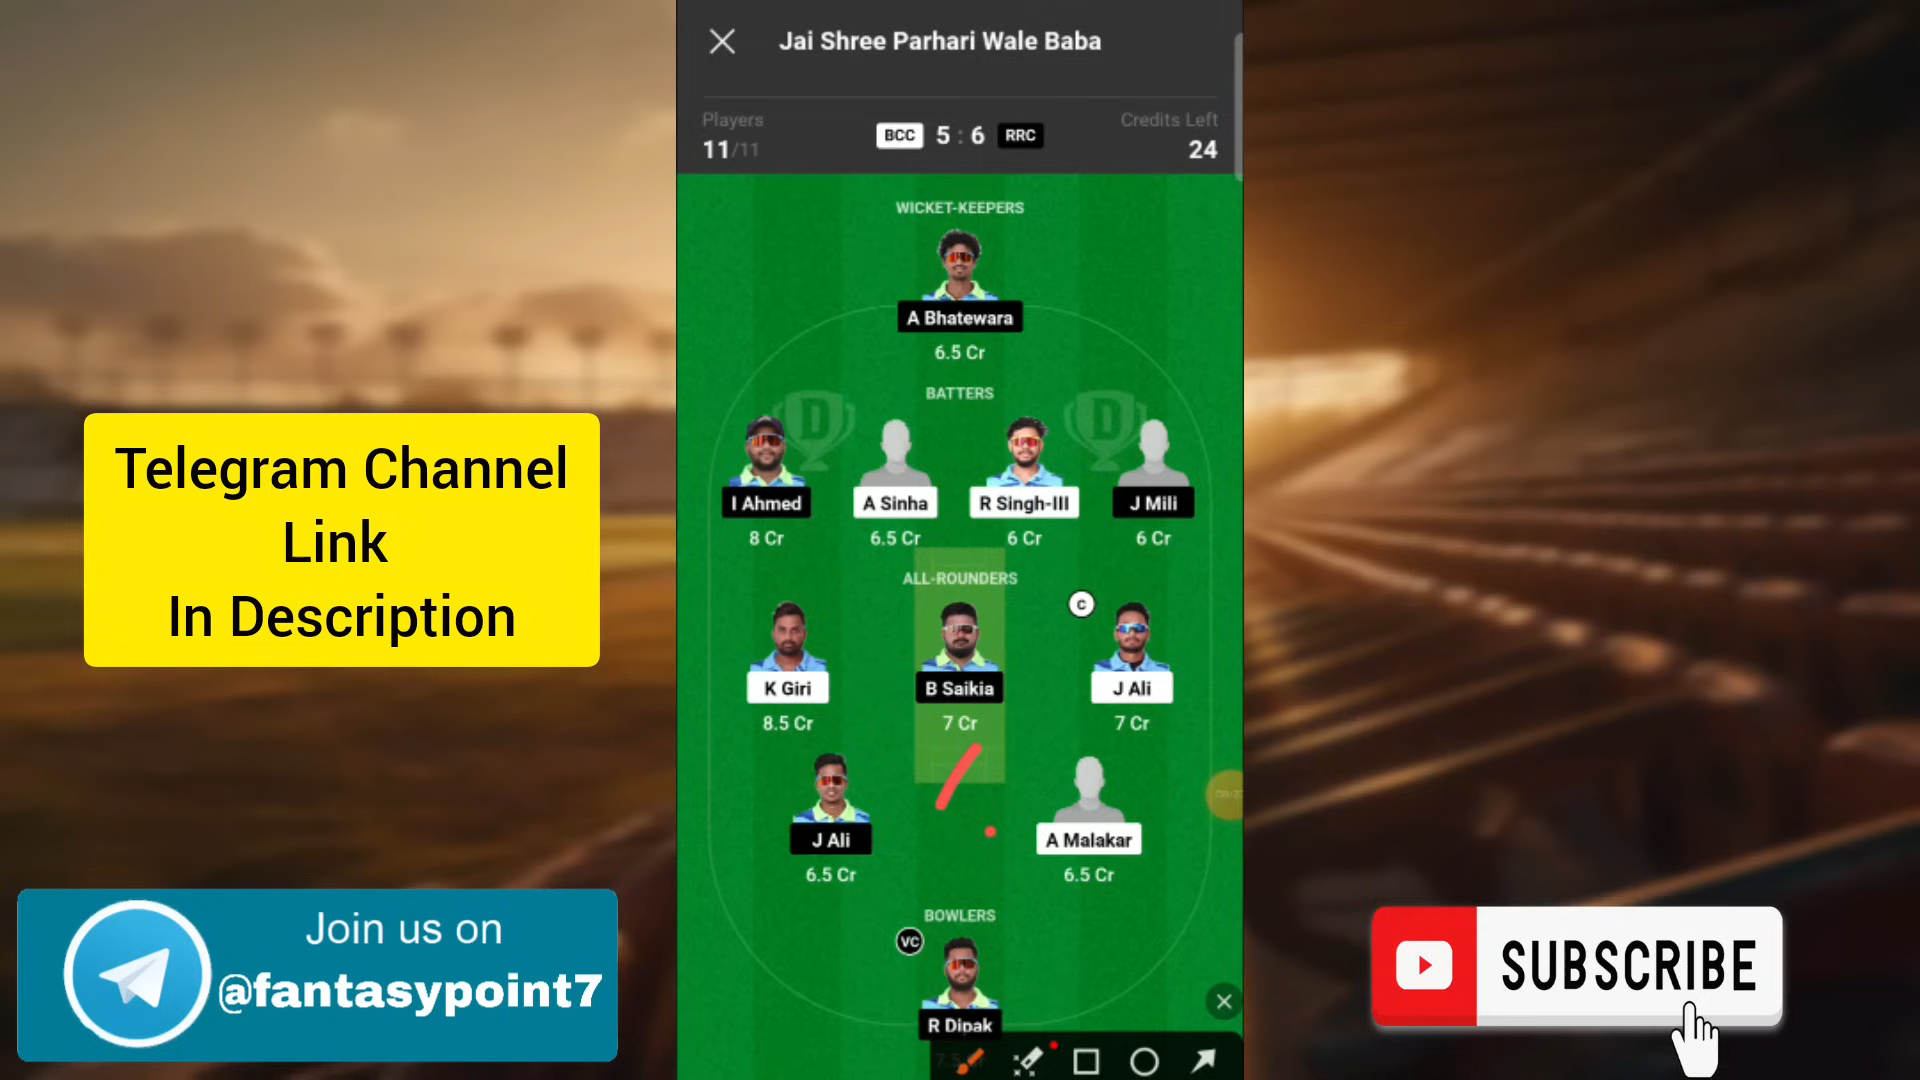 Jai Shree Parhari Wale Baba
Players
11/11
BCC 5 : 6 RRC
Credits Left
24
WICKET-KEEPERS
A Bhatewara
6.5 Cr
BATTERS
D D
I Ahmed A Sinha R Singh-III J Mili
8 Cr 6.5 Cr 6 Cr 6 Cr
ALL-ROUNDERS
C
K Giri B Saikia J Ali
8.5 Cr 7 Cr 7 Cr
J Ali A Malakar
6.5 Cr 6.5 Cr
BOWLERS
VC
R Dipak
Telegram Channel
Link
In Description
Join us on
@fantasypoint7
SUBSCRIBE